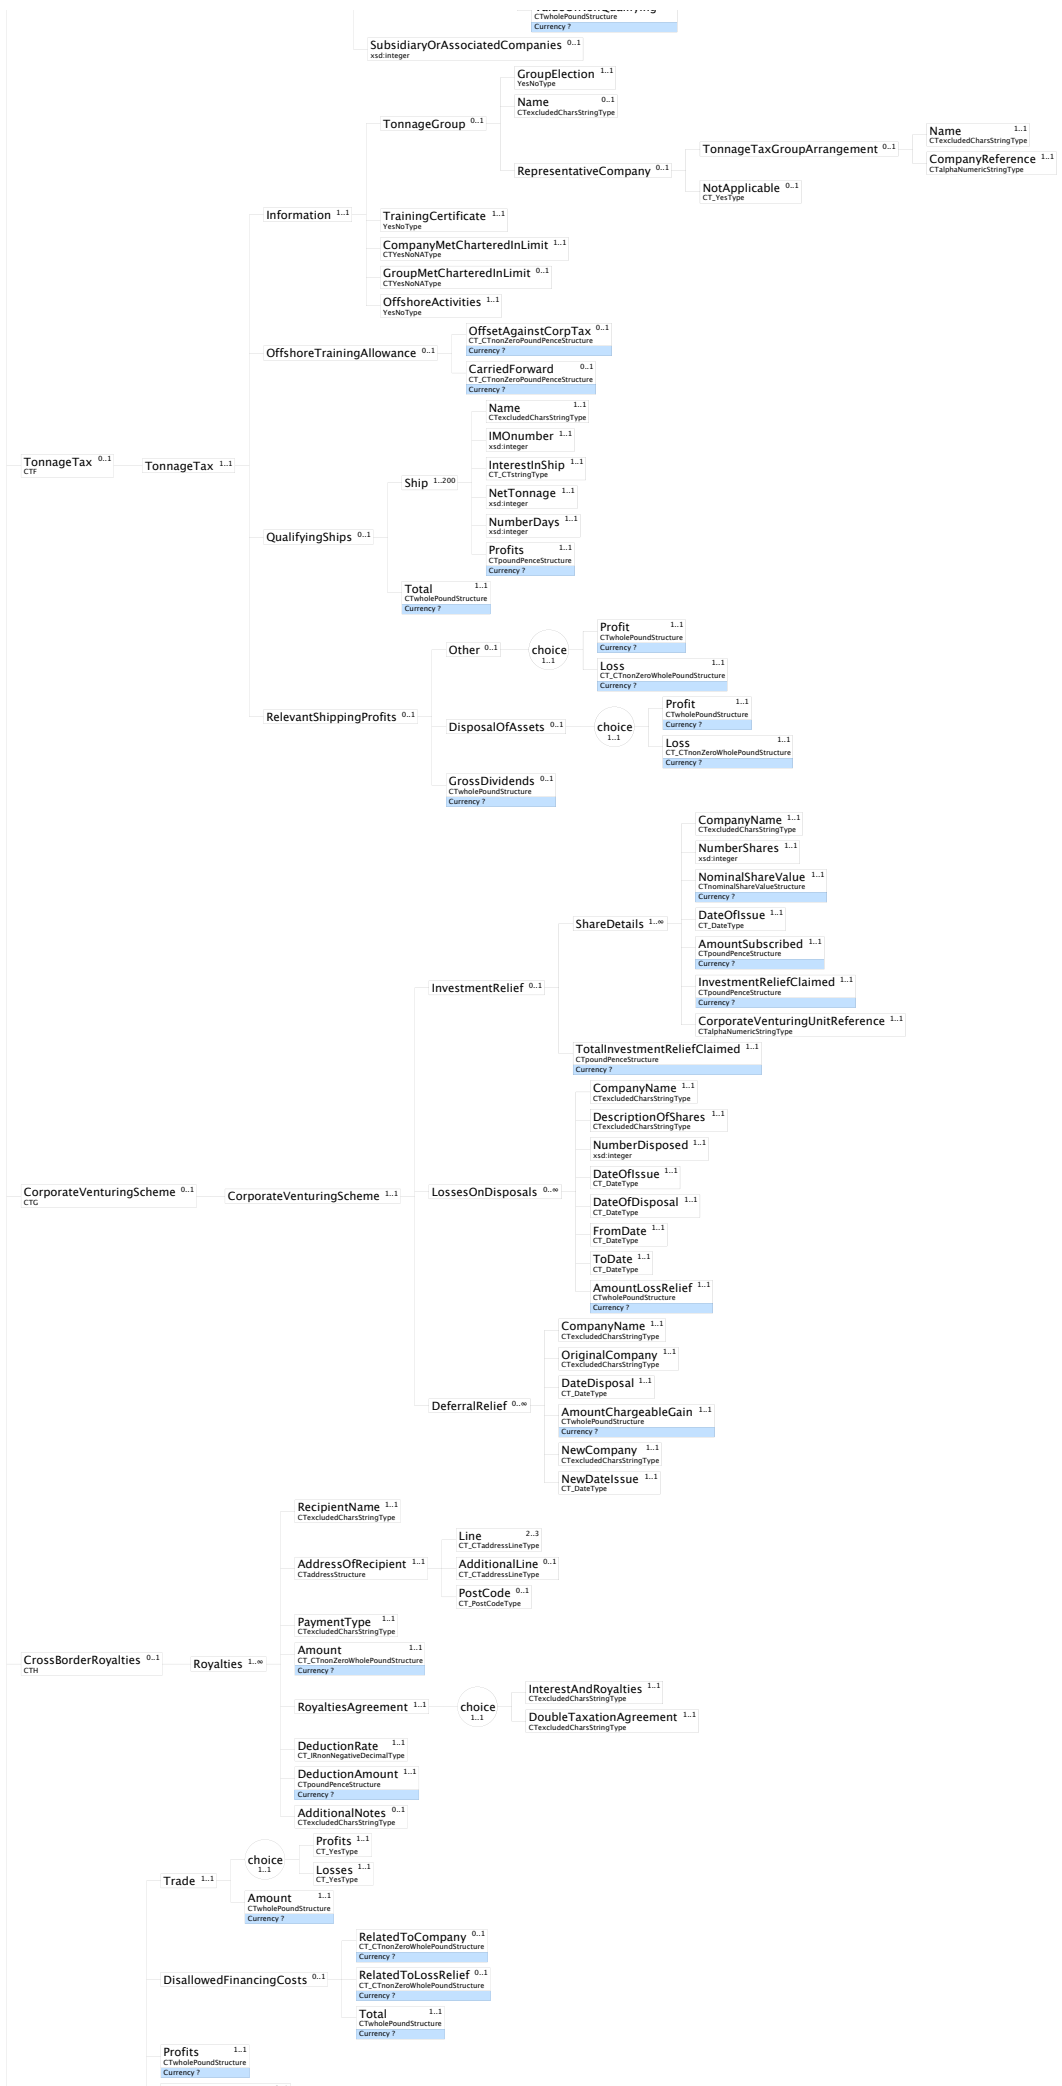 CTwholePoundStructure
Currency ?
SubsidiaryOrAssociatedCompanies 0..1
xsd:integer
GroupElection 1..1
YesNoType
Name 0..1
CTexcludedCharsStringType
TonnageGroup 0..1
Name 1..1
CTexcludedCharsStringType
TonnageTaxGroupArrangement 0..1
CompanyReference 1..1
CTalphaNumericStringType
RepresentativeCompany 0..1
NotApplicable 0..1
CT_YesType
Information 1..1
TrainingCertificate 1..1
YesNoType
CompanyMetCharteredInLimit 1..1
CTYesNoNAType
GroupMetCharteredInLimit 0..1
CTYesNoNAType
OffshoreActivities 1..1
YesNoType
OffsetAgainstCorpTax 0..1
CT_CTnonZeroPoundPenceStructure
Currency ?
OffshoreTrainingAllowance 0..1
CarriedForward 0..1
CT_CTnonZeroPoundPenceStructure
Currency ?
Name 1..1
CTexcludedCharsStringType
IMOnumber 1..1
xsd:integer
TonnageTax 0..1
CTF
TonnageTax 1..1
InterestInShip 1..1
CT_CTstringType
Ship 1..200
NetTonnage 1..1
xsd:integer
NumberDays 1..1
xsd:integer
QualifyingShips 0..1
Profits 1..1
CTpoundPenceStructure
Currency ?
Total 1..1
CTwholePoundStructure
Currency ?
Profit 1..1
CTwholePoundStructure
Currency ?
Other 0..1
choice
1..1
Loss 1..1
CT_CTnonZeroWholePoundStructure
Currency ?
RelevantShippingProfits 0..1
Profit 1..1
CTwholePoundStructure
Currency ?
DisposalOfAssets 0..1
choice
1..1
Loss 1..1
CT_CTnonZeroWholePoundStructure
Currency ?
GrossDividends 0..1
CTwholePoundStructure
Currency ?
CompanyName 1..1
CTexcludedCharsStringType
NumberShares 1..1
xsd:integer
NominalShareValue 1..1
CTnominalShareValueStructure
Currency ?
ShareDetails 1..∞
DateOfIssue 1..1
CT_DateType
AmountSubscribed 1..1
CTpoundPenceStructure
Currency ?
InvestmentRelief 0..1
InvestmentReliefClaimed 1..1
CTpoundPenceStructure
Currency ?
CorporateVenturingUnitReference 1..1
CTalphaNumericStringType
TotalInvestmentReliefClaimed 1..1
CTpoundPenceStructure
Currency ?
CompanyName 1..1
CTexcludedCharsStringType
DescriptionOfShares 1..1
CTexcludedCharsStringType
NumberDisposed 1..1
xsd:integer
DateOfIssue 1..1
CT_DateType
CorporateVenturingScheme 0..1
CTG
CorporateVenturingScheme 1..1
LossesOnDisposals 0..∞
DateOfDisposal 1..1
CT_DateType
FromDate 1..1
CT_DateType
ToDate 1..1
CT_DateType
AmountLossRelief 1..1
CTwholePoundStructure
Currency ?
CompanyName 1..1
CTexcludedCharsStringType
OriginalCompany 1..1
CTexcludedCharsStringType
DateDisposal 1..1
CT_DateType
DeferralRelief 0..∞
AmountChargeableGain 1..1
CTwholePoundStructure
Currency ?
NewCompany 1..1
CTexcludedCharsStringType
NewDateIssue 1..1
CT_DateType
RecipientName 1..1
CTexcludedCharsStringType
Line 2..3
CT_CTaddressLineType
AddressOfRecipient 1..1
CTaddressStructure
AdditionalLine 0..1
CT_CTaddressLineType
PostCode 0..1
CT_PostCodeType
PaymentType 1..1
CTexcludedCharsStringType
CrossBorderRoyalties 0..1
CTH
Royalties 1..∞
Amount 1..1
CT_CTnonZeroWholePoundStructure
Currency ?
InterestAndRoyalties 1..1
CTexcludedCharsStringType
RoyaltiesAgreement 1..1
choice
1..1
DoubleTaxationAgreement 1..1
CTexcludedCharsStringType
DeductionRate 1..1
CT_IRnonNegativeDecimalType
DeductionAmount 1..1
CTpoundPenceStructure
Currency ?
AdditionalNotes 0..1
CTexcludedCharsStringType
Profits 1..1
CT_YesType
choice
1..1
Losses 1..1
CT_YesType
Trade 1..1
Amount 1..1
CTwholePoundStructure
Currency ?
RelatedToCompany 0..1
CT_CTnonZeroWholePoundStructure
Currency ?
DisallowedFinancingCosts 0..1
RelatedToLossRelief 0..1
CT_CTnonZeroWholePoundStructure
Currency ?
Total 1..1
CTwholePoundStructure
Currency ?
Profits 1..1
CTwholePoundStructure
Currency ?